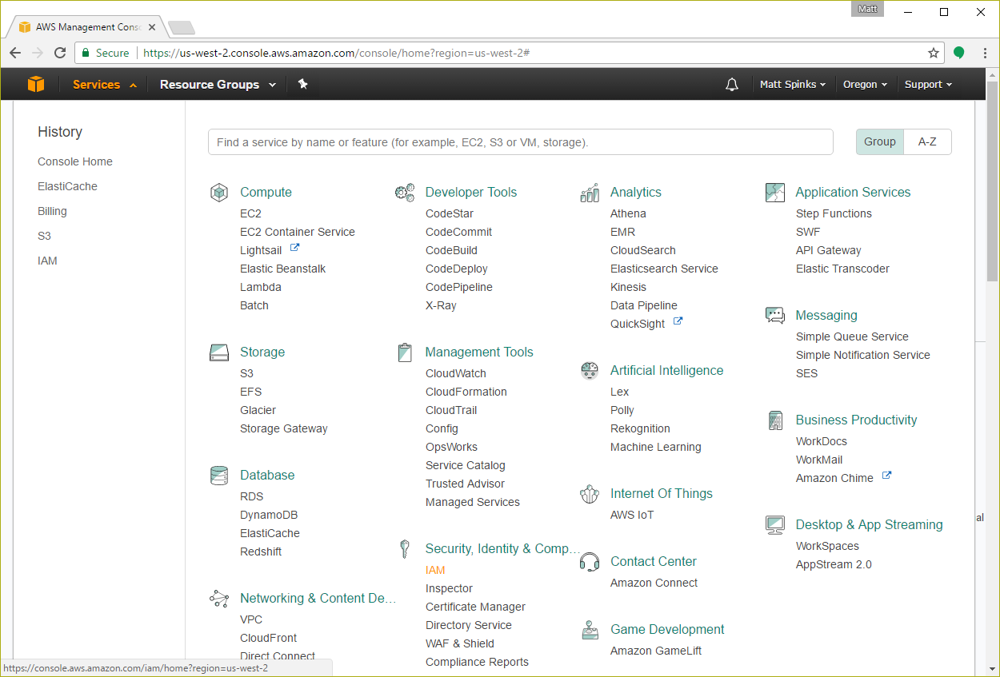 Matt
AWS Management Conso
Secure
https://us-west-2.console.aws.amazon.com/console/home?region=us-west-2#
Services
Resource Groups
Matt Spinks
Oregon
Support
History
Console Home
ElastiCache
Billing
S3
IAM
Find a service by name or feature (for example, EC2, S3 or VM, storage).
Group
A-Z
Compute
EC2
EC2 Container Service
Lightsail
Elastic Beanstalk
Lambda
Batch
Storage
S3
EFS
Glacier
Storage Gateway
Database
RDS
DynamoDB
ElastiCache
Redshift
Networking & Content De…
VPC
CloudFront
Direct Connect
Developer Tools
CodeStar
CodeCommit
CodeBuild
CodeDeploy
CodePipeline
X-Ray
Management Tools
CloudWatch
CloudFormation
CloudTrail
Config
OpsWorks
Service Catalog
Trusted Advisor
Managed Services
Security, Identity & Comp…
IAM
Inspector
Certificate Manager
Directory Service
WAF & Shield
Compliance Reports
Analytics
Athena
EMR
CloudSearch
Elasticsearch Service
Kinesis
Data Pipeline
QuickSight
Artificial Intelligence
Lex
Polly
Rekognition
Machine Learning
Internet Of Things
AWS IoT
Contact Center
Amazon Connect
Game Development
Amazon GameLift
Application Services
Step Functions
SWF
API Gateway
Elastic Transcoder
Messaging
Simple Queue Service
Simple Notification Service
SES
Business Productivity
WorkDocs
WorkMail
Amazon Chime
Desktop & App Streaming
WorkSpaces
AppStream 2.0
al
https://console.aws.amazon.com/iam/home?region=us-west-2